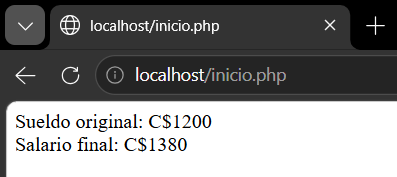 localhost/inicio.php
localhost/inicio.php
Sueldo original: C$1200
Salario final: C$1380